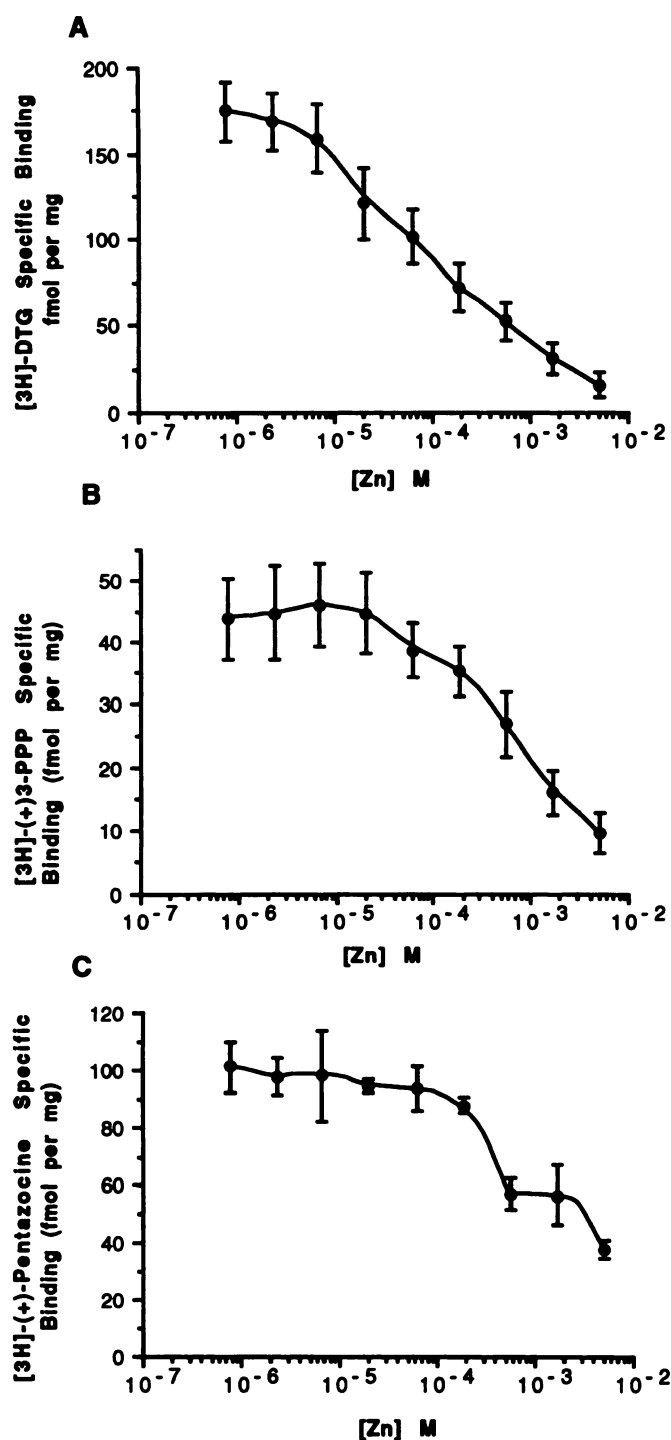 A
[3H]-DTG Specific Binding
fmol per mg
200
150
100
50
0
10-7 10-6 10-5 10-4 10-3 10-2
[Zn] M
B
[3H]-(+)3-PPP Specific
Binding (fmol per mg)
50
40
30
20
10
0
10-7 10-6 10-5 10-4 10-3 10-2
[Zn] M
C
[3H]-(+)-Pentazocine Specific
Binding (fmol per mg)
120
100
80
60
40
20
0
10-7 10-6 10-5 10-4 10-3 10-2
[Zn] M